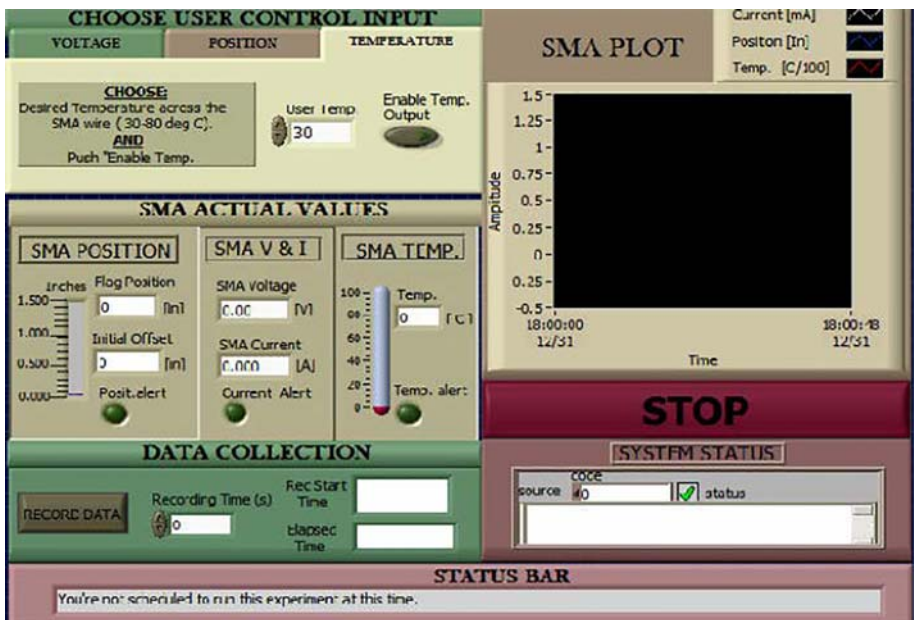 CHOOSE USER CONTROL INPUT
VOLTAGE
POSITION
TEMPERATURE
CHOOSE:
Desired Temperature across the
SMA wire ( 30-80 deg C).
AND
Push "Enable Temp.
User Temp.
30
Enable Temp.
Output
SMA PLOT
Current [mA]
Positon [In]
Temp. [C/100]
Ampitude
1.5-
1.25-
1-
0.75-
0.5-
0.25-
0-
0.25-
-0.5-
18:00:00
12/31
18:00:48
12/31
Time
SMA ACTUAL VALUES
SMA POSITION
Inches
1.500
1.000
0.500
0.000
Flag Position
0 [in]
Initial Offset
0 [in]
Posit.alert
SMA V & I
SMA Voltage
0.00 [V]
SMA Current
0.000 [A]
Current Alert
SMA TEMP.
100
80
60
40
20
0
Temp.
0 [C]
Temp. alert
STOP
DATA COLLECTION
RECORD DATA
Recording Time (s)
0
Rec Start
Time
Elapsec
Time
SYSTEM STATUS
source
code
0
status
STATUS BAR
You're not scheduled to run this experiment at this time.